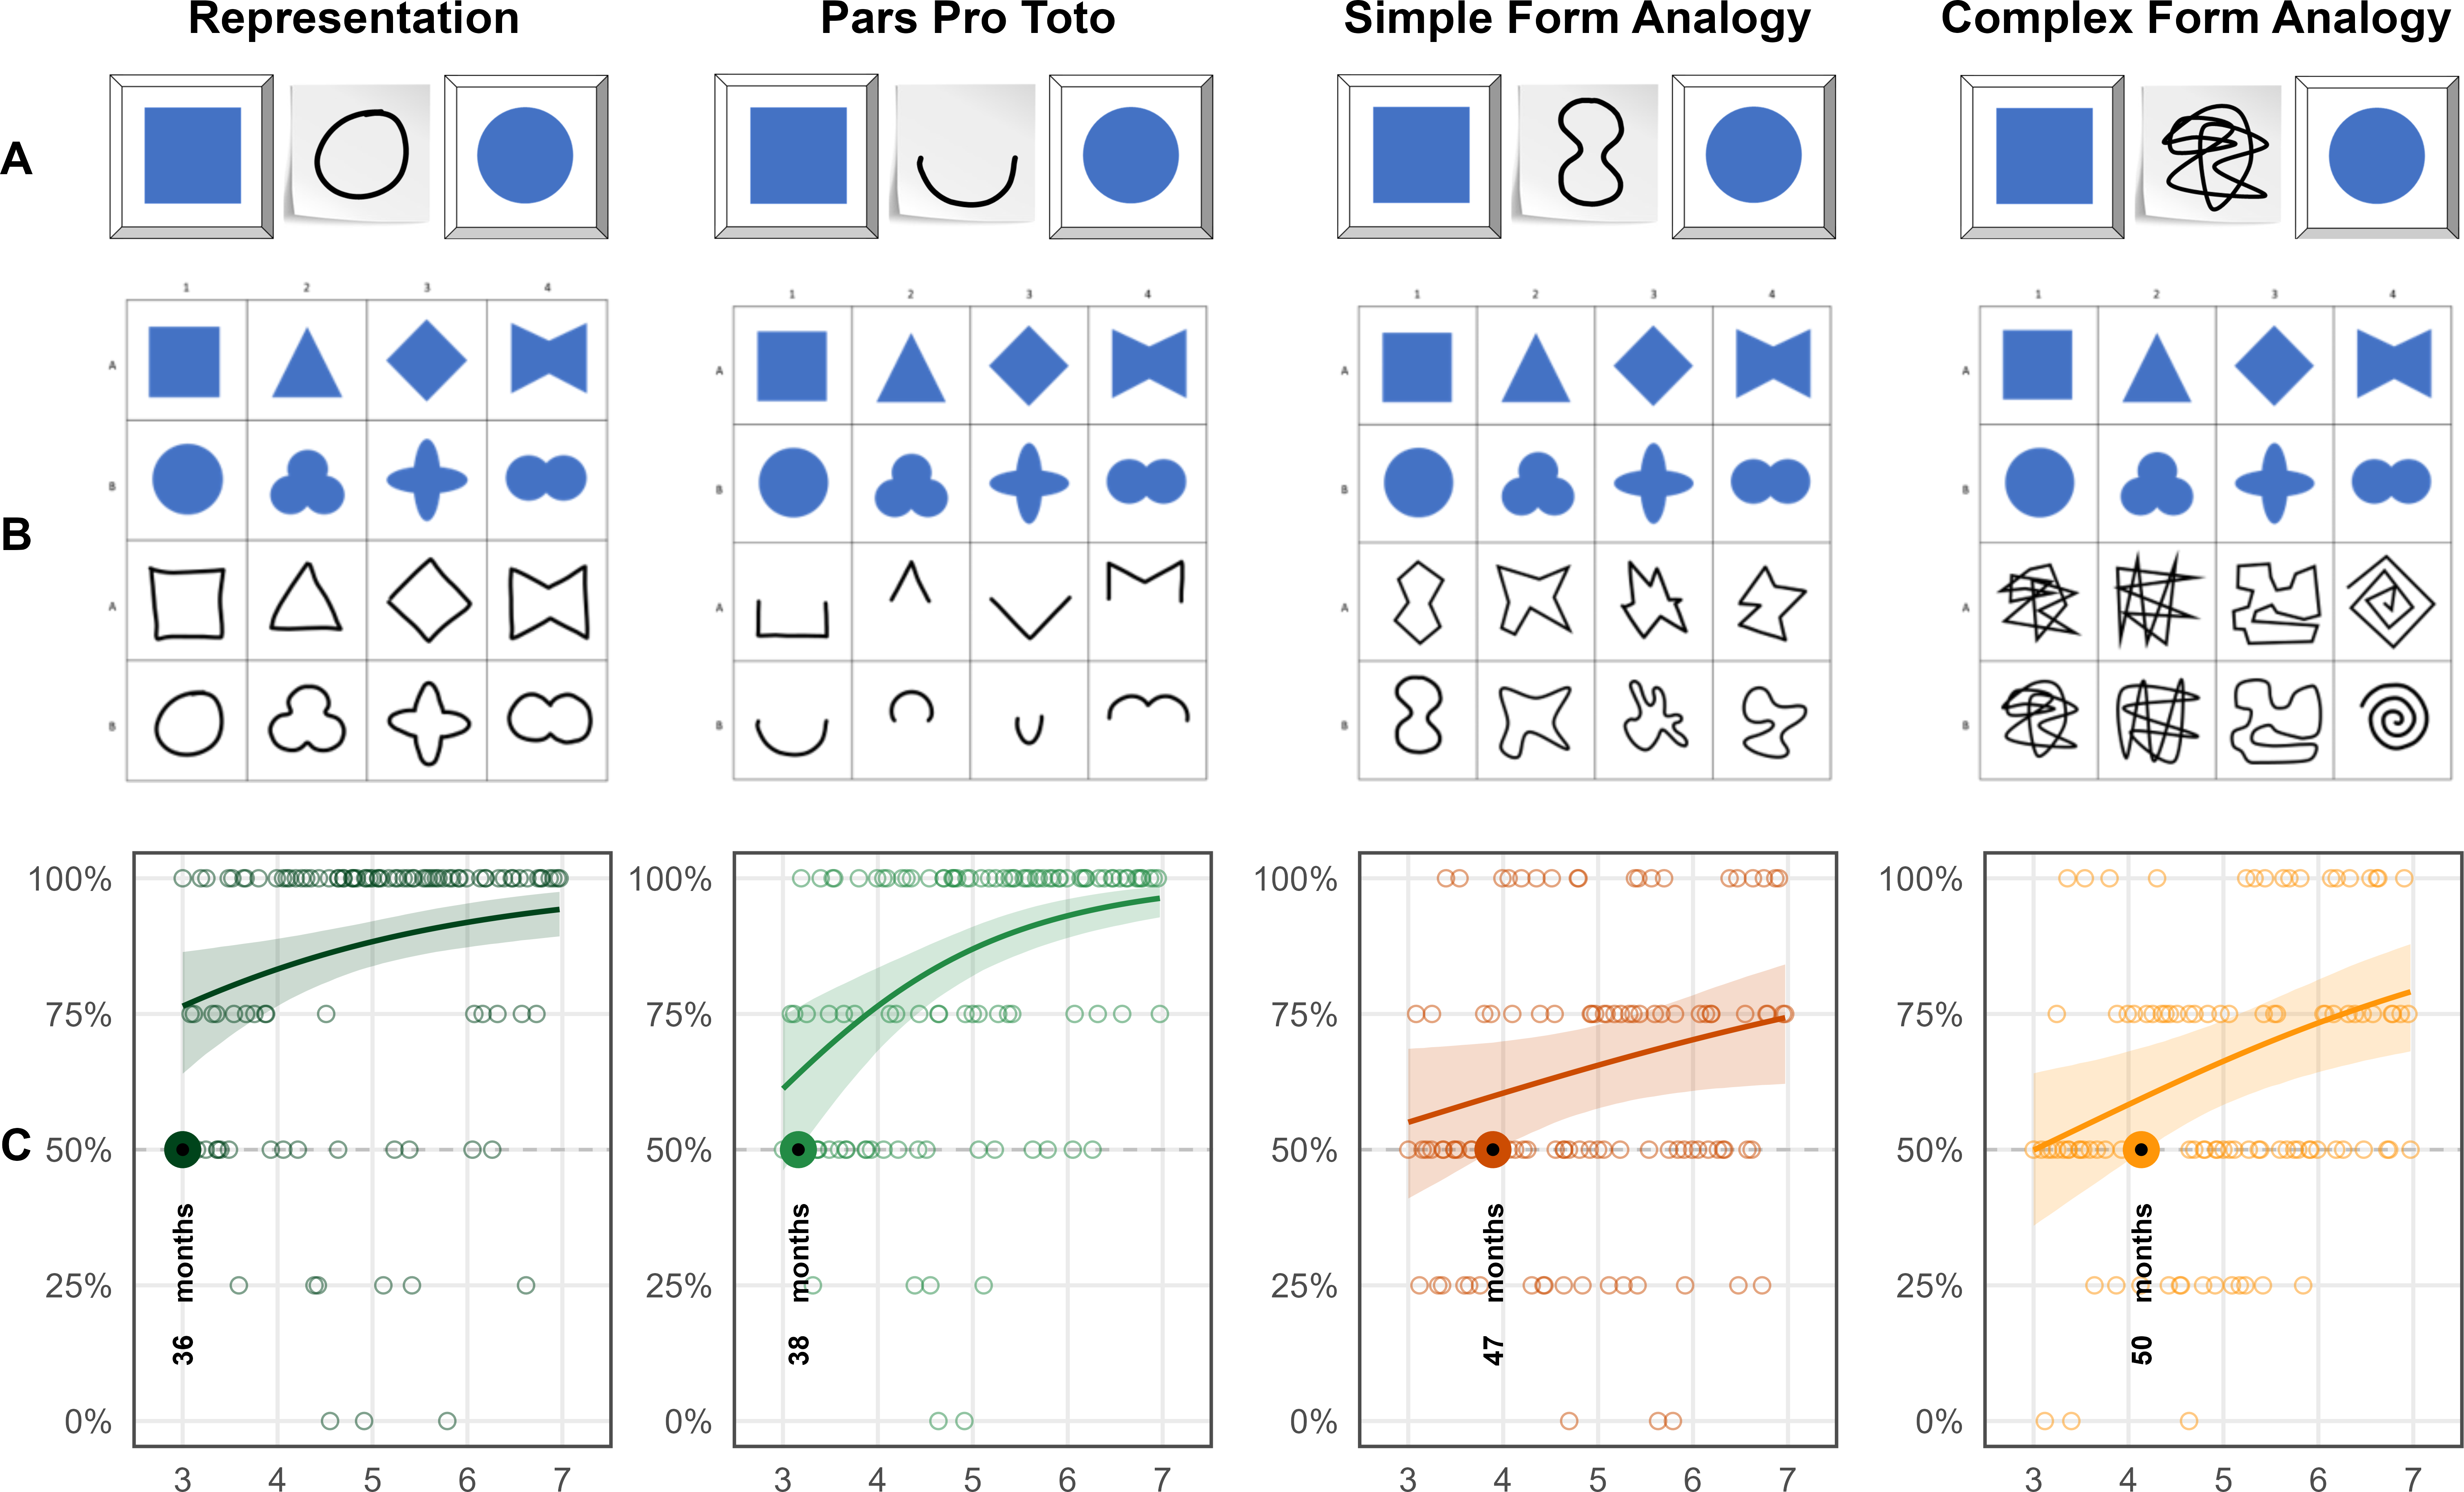 Representation Pars Pro Toto Simple Form Analogy Complex Form Analogy
A
1 2 3 4 1 2 3 4 1 2 3 4 1 2 3 4
A A A A
B B B B
B
A A A A
B B B B
100% 100% 100% 100%
75% 75% 75% 75%
C
50% 50% 50% 50%
25% 25% 25% 25%
0% 0% 0% 0%
36 months
38 months
47 months
50 months
3 4 5 6 7 3 4 5 6 7 3 4 5 6 7 3 4 5 6 7